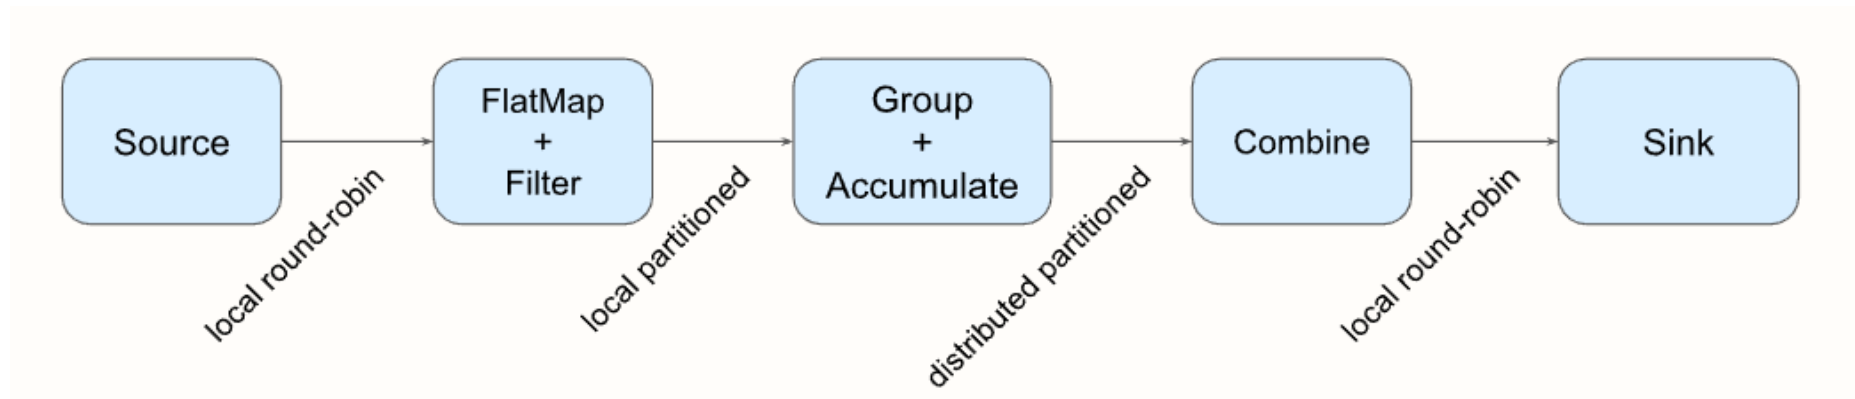 Source
local round-robin
FlatMap
+
Filter
local partitioned
Group
+
Accumulate
distributed partitioned
Combine
local round-robin
Sink